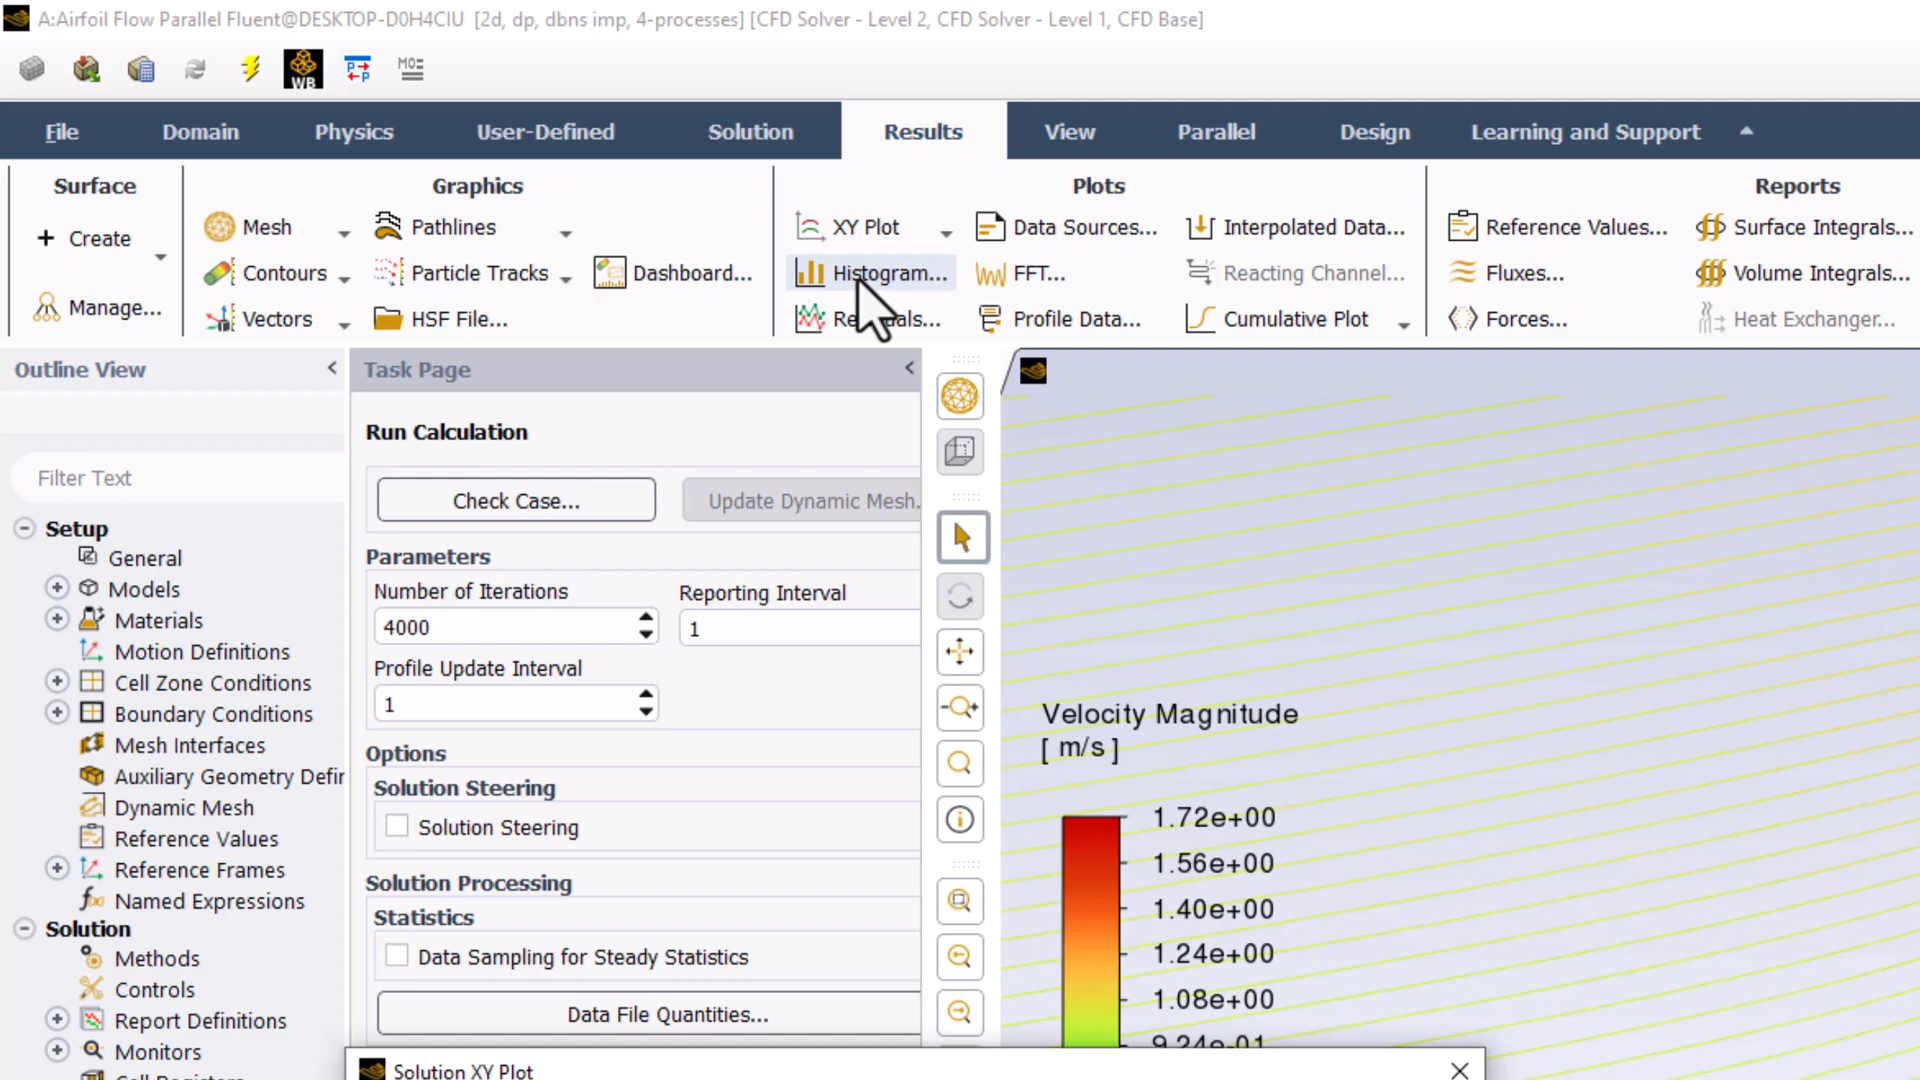 A:Airfoil Flow Parallel Fluent@DESKTOP-D0H4CIU [2d, dp, dbns imp, 4-processes] [CFD Solver - Level 2, CFD Solver - Level 1, CFD Base]
WB
File Domain Physics User-Defined Solution Results View Parallel Design Learning and Support
Surface Graphics Plots Reports
Create Mesh Pathlines XY Plot Data Sources... Interpolated Data... Reference Values... Surface Integrals...
Contours Particle Tracks Dashboard... Histogram... FFT... Reacting Channel... Fluxes... Volume Integrals...
Manage... Vectors HSF File... Profile Data... Cumulative Plot Forces... Heat Exchanger...
Outline View
Task Page
Filter Text
Setup
General
Models
Materials
Motion Definitions
Cell Zone Conditions
Boundary Conditions
Mesh Interfaces
Auxiliary Geometry Defir
Dynamic Mesh
Reference Values
Reference Frames
Named Expressions
Solution
Methods
Controls
Report Definitions
Monitors
Run Calculation
Check Case... Update Dynamic Mesh.
Parameters
Number of Iterations Reporting Interval
4000 1
Profile Update Interval
1
Options
Solution Steering
Solution Steering
Solution Processing
Statistics
Data Sampling for Steady Statistics
Data File Quantities...
Velocity Magnitude
[ m/s ]
1.72e+00
1.56e+00
1.40e+00
1.24e+00
1.08e+00
9.24e-01
Solution XY Plot